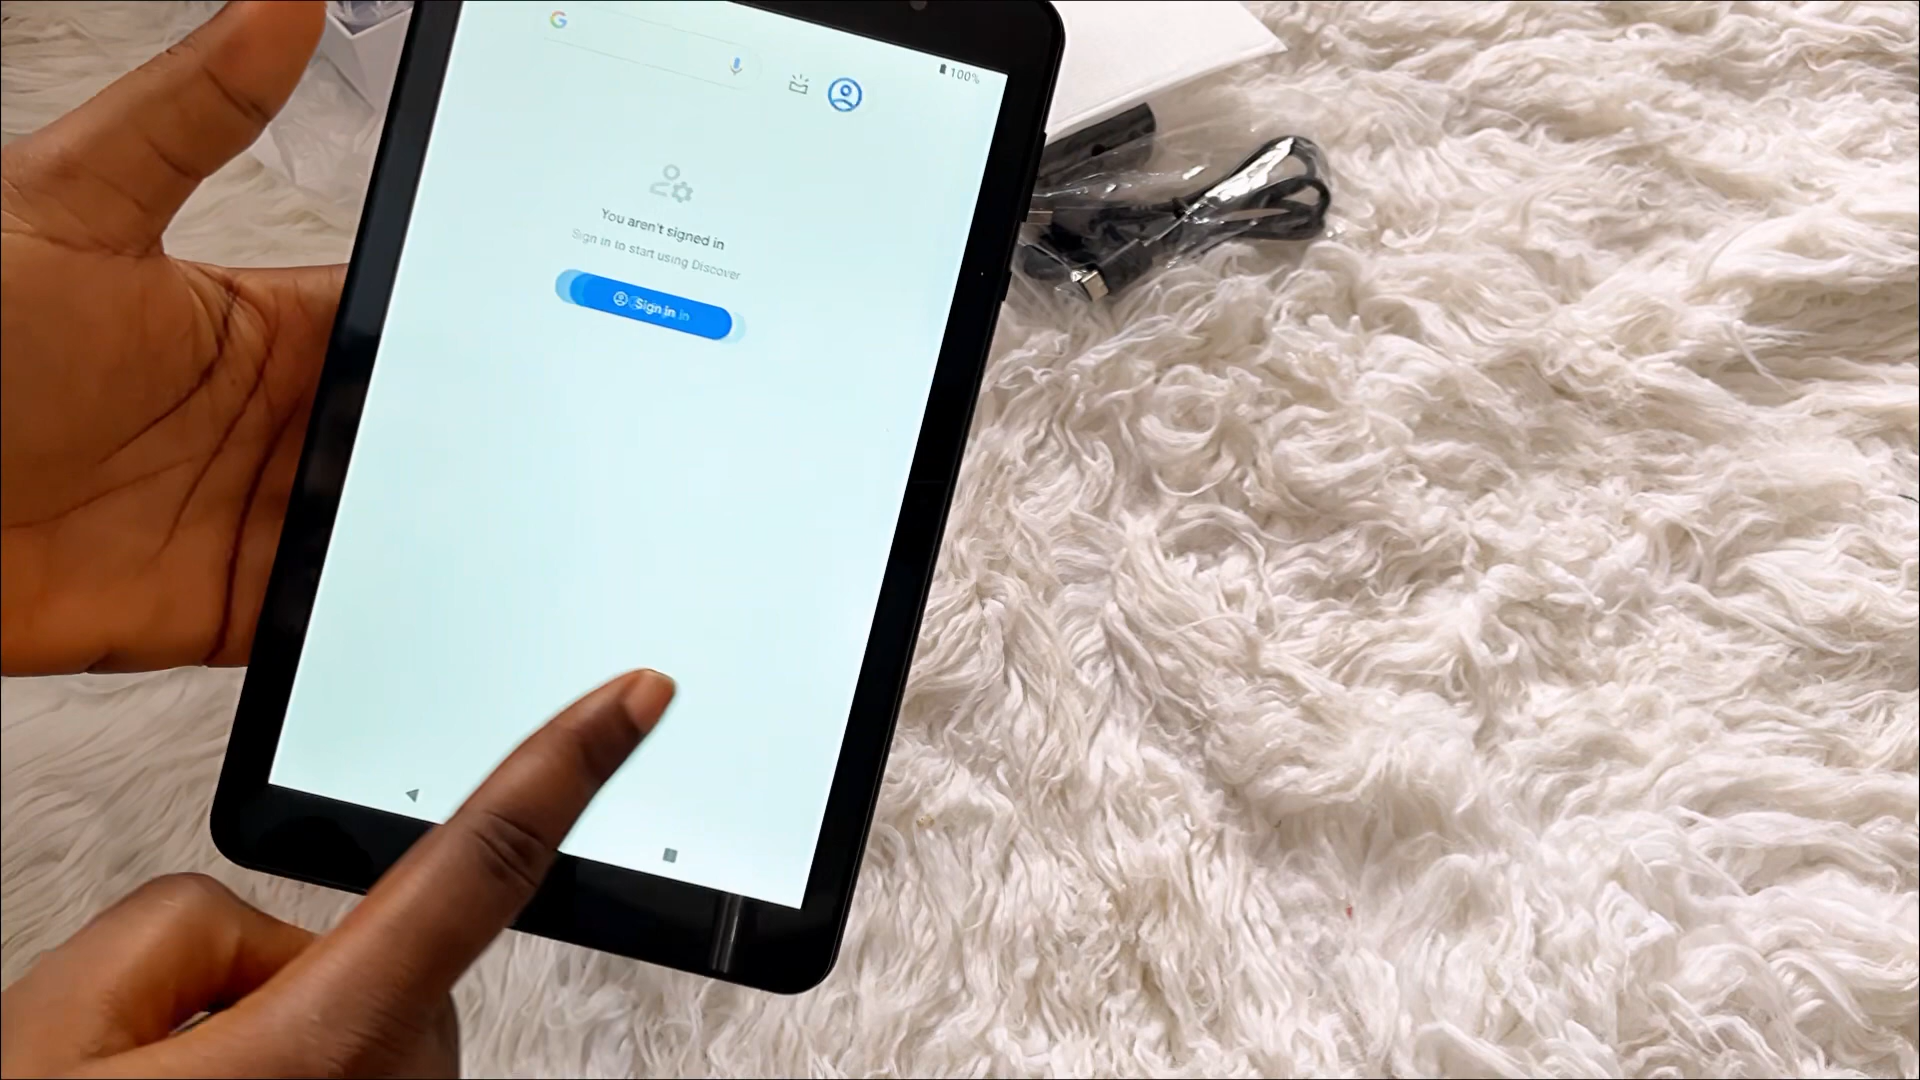 G
100%
You aren't signed in
Sign in to start using Discover
Sign in